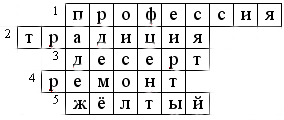 1 профессия
2 традиция
3 десерт
4 ремонт
5 жёлтый